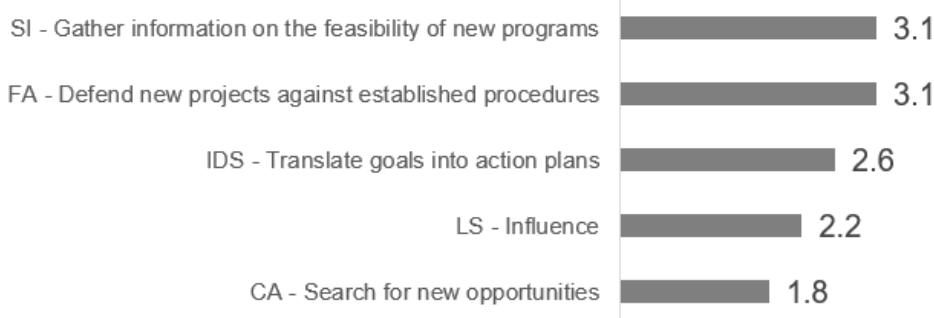 SI - Gather information on the feasibility of new programs 3.1
FA - Defend new projects against established procedures 3.1
IDS - Translate goals into action plans 2.6
LS - Influence 2.2
CA - Search for new opportunities 1.8